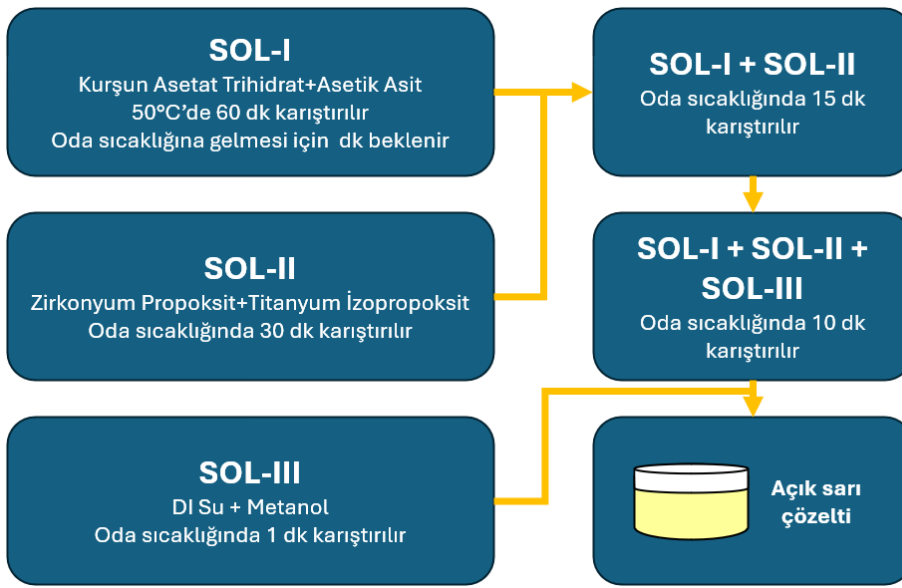 SOL-I
Kurşun Asetat Trihidrat+Asetik Asit
50°C’de 60 dk karıştırılır
Oda sıcaklığına gelmesi için  dk beklenir
SOL-II
Zirkonyum Propoksit+Titanyum İzopropoksit
Oda sıcaklığında 30 dk karıştırılır
SOL-III
DI Su + Metanol
Oda sıcaklığında 1 dk karıştırılır
SOL-I + SOL-II
Oda sıcaklığında 15 dk
karıştırılır
SOL-I + SOL-II +
SOL-III
Oda sıcaklığında 10 dk
karıştırılır
Açık sarı
çözelti